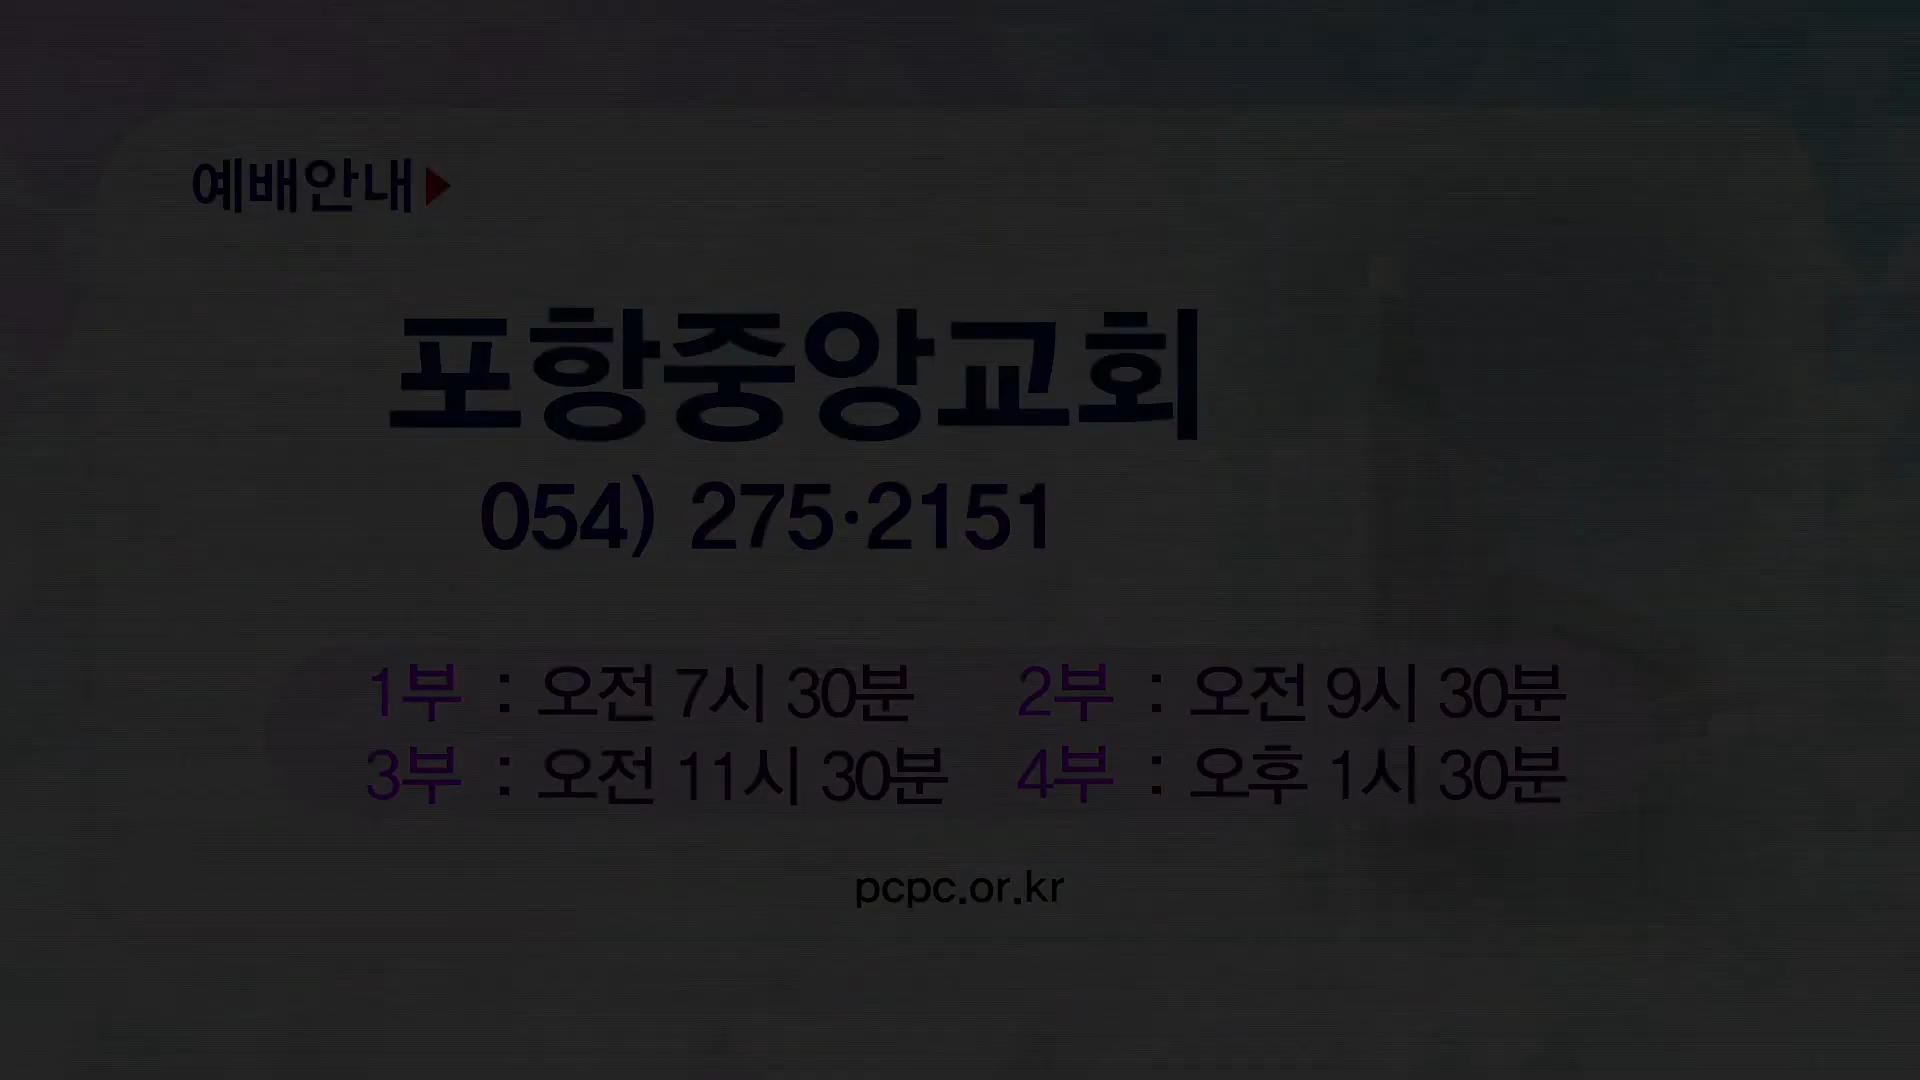 예배안내▶
포항중앙교회
054) 275·2151
1부 : 오전 7시 30분 2부 : 오전 9시 30분
3부 : 오전 11시 30분 4부 : 오후 1시 30분
pcpc.or.kr